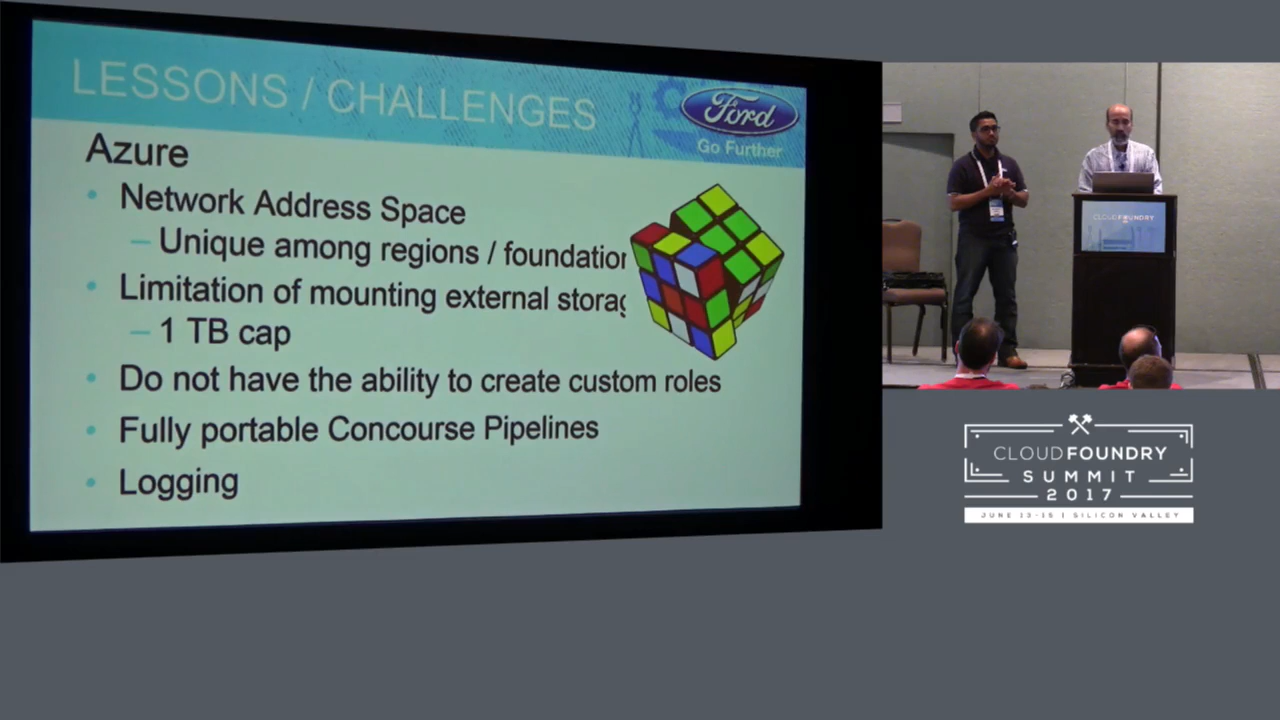 LESSONS / CHALLENGES
Ford
Go Further
Azure
• Network Address Space
– Unique among regions / foundation
• Limitation of mounting external storag
– 1 TB cap
• Do not have the ability to create custom roles
• Fully portable Concourse Pipelines
• Logging
CLOUDFOUNDRY
CLOUDFOUNDRY
SUMMIT
2017
JUNE 13-15 | SILICON VALLEY